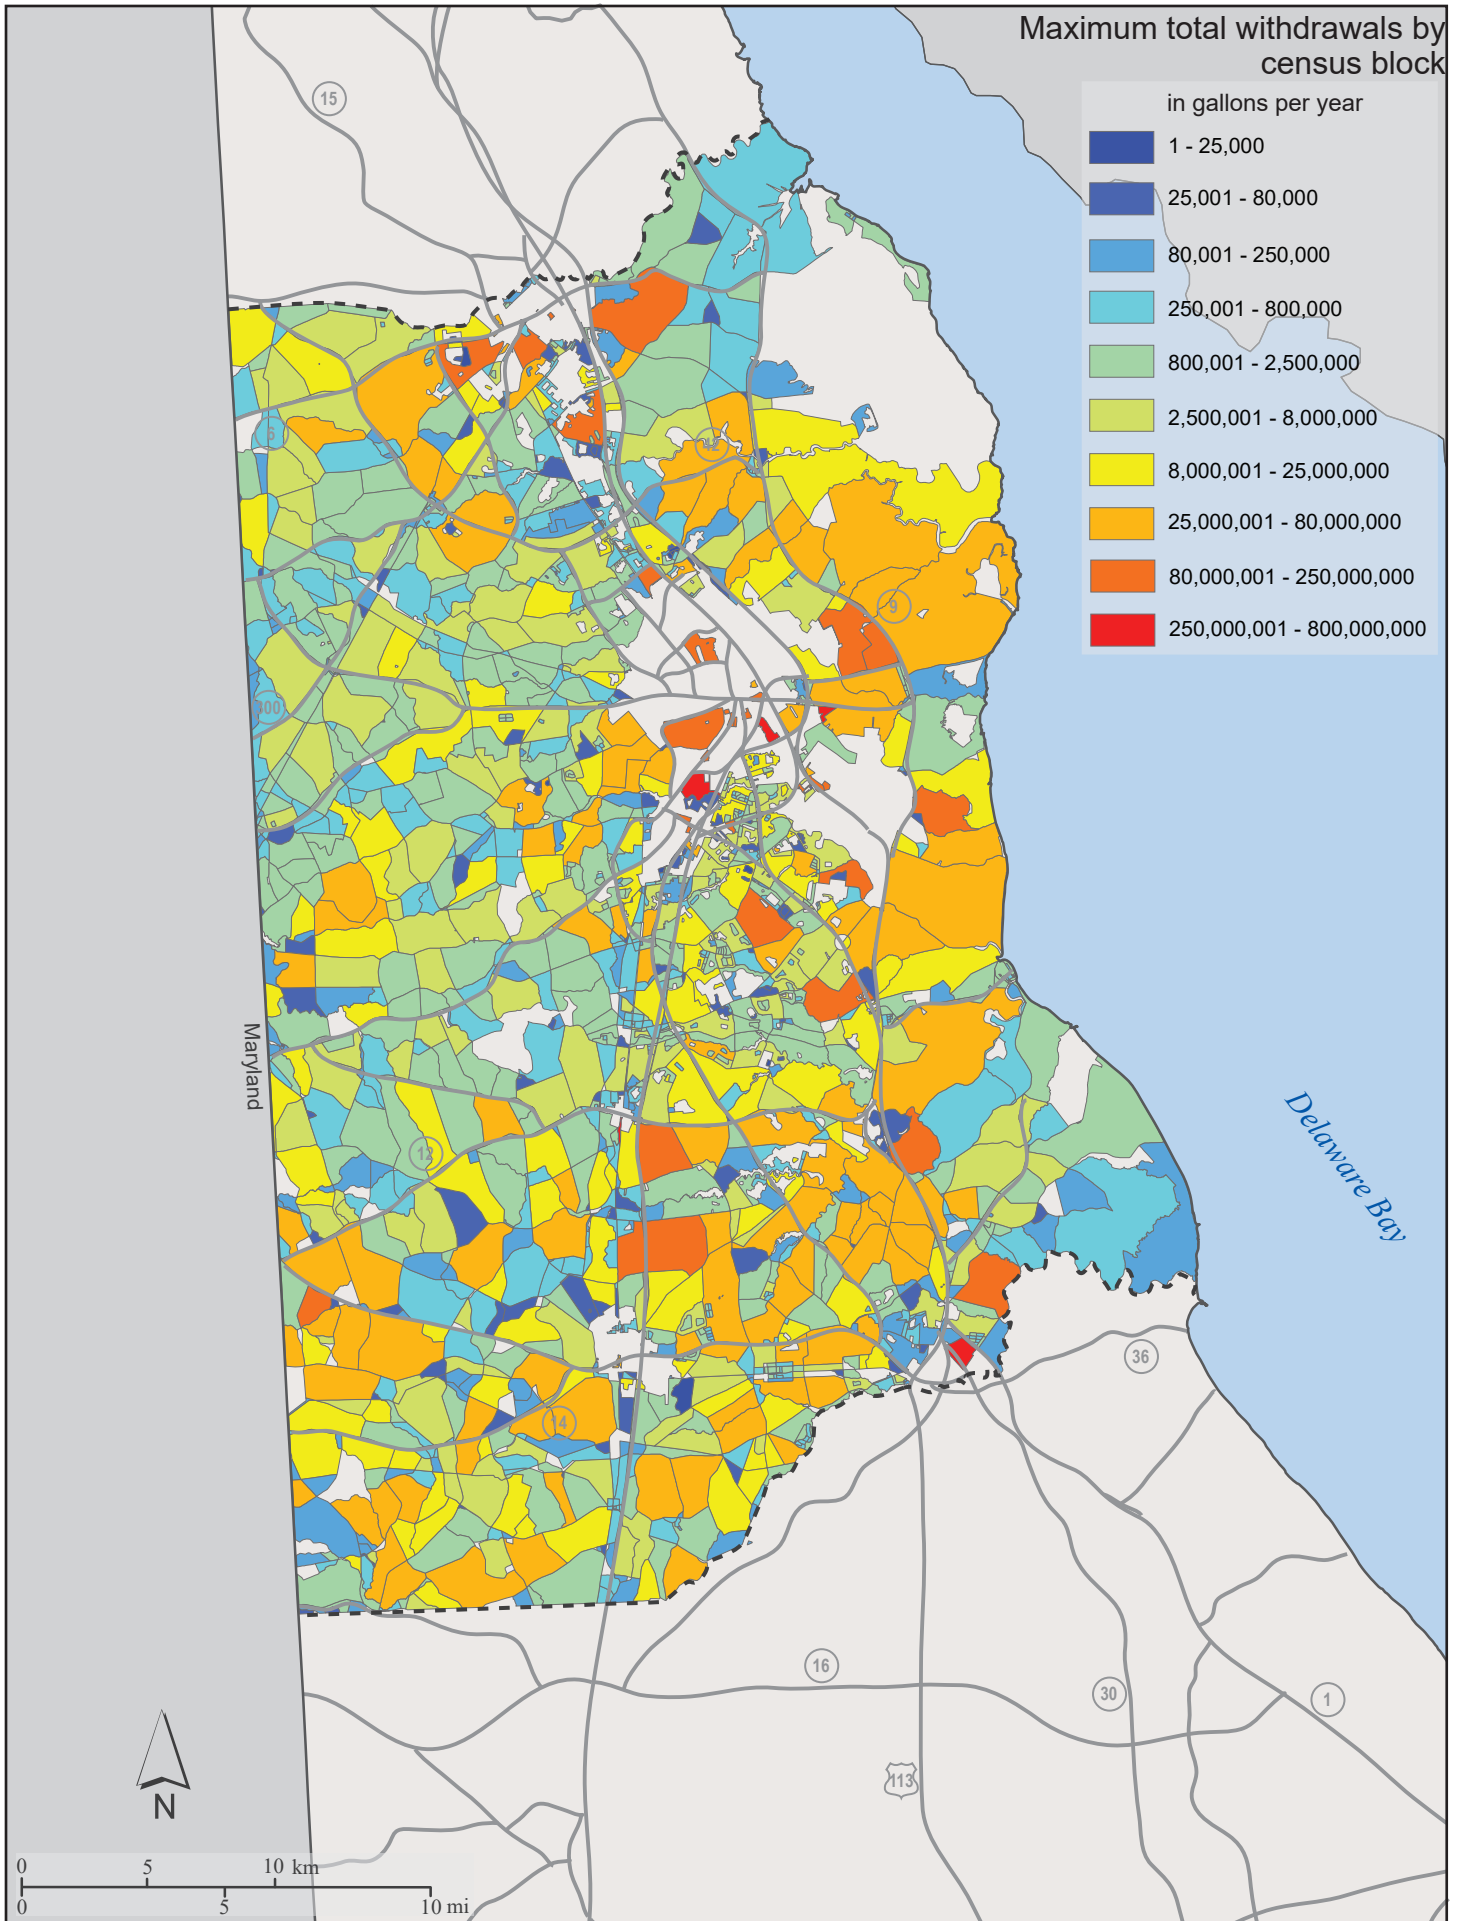 Maximum total withdrawals by
census block
in gallons per year
1 - 25,000
25,001 - 80,000
80,001 - 250,000
250,001 - 800,000
800,001 - 2,500,000
2,500,001 - 8,000,000
8,000,001 - 25,000,000
25,000,001 - 80,000,000
80,000,001 - 250,000,000
250,000,001 - 800,000,000
15
6
42
9
300
Maryland
12
Delaware Bay
36
14
16
30
1
113
N
0 5 10 km
0 5 10 mi